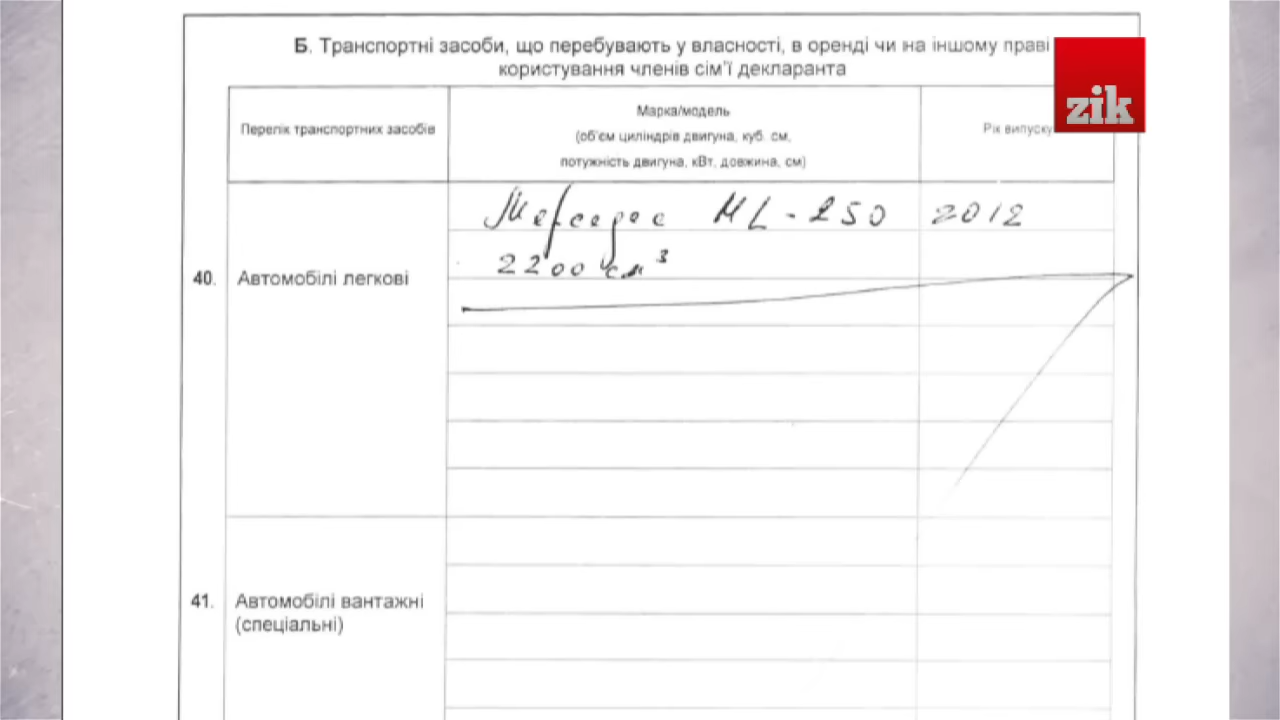 Б. Транспортні засоби, що перебувають у власності, в оренді чи на іншому праві
користування членів сім'ї декларанта
zik
Перелік транспортних засобів
Марка/модель
(об'єм циліндрів двигуна, куб. см,
потужність двигуна, кВт, довжина, см)
Рік випуску
40. Автомобілі легкові
Мерседес ML-250 2012
2200 см³
41. Автомобілі вантажні
(спеціальні)